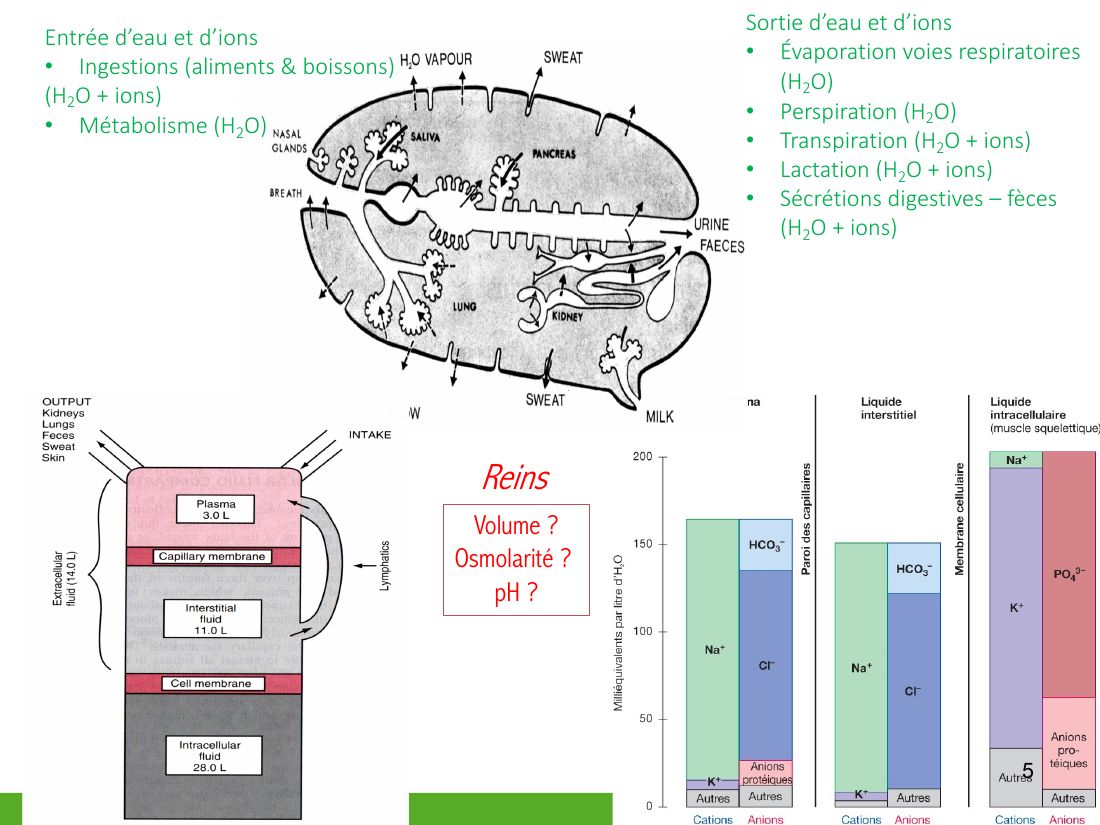 Entrée d’eau et d’ions
• Ingestions (aliments & boissons)
(H₂O + ions)
• Métabolisme (H₂O)
Sortie d’eau et d’ions
• Évaporation voies respiratoires
(H₂O)
• Perspiration (H₂O)
• Transpiration (H₂O + ions)
• Lactation (H₂O + ions)
• Sécrétions digestives – fèces
(H₂O + ions)
H₂O VAPOUR
SWEAT
NASAL
GLANDS
SALIVA
PANCREAS
BREATH
URINE
FAECES
LUNG
KIDNEY
SWEAT
MILK
OUTPUT
Kidneys
Lungs
Feces
Sweat
Skin
INTAKE
Plasma
3.0 L
Capillary membrane
Interstitial
fluid
11.0 L
Cell membrane
Intracellular
fluid
28.0 L
Extracellular
fluid (14.0 L)
Lymphatics
Reins
Volume ?
Osmolarité ?
pH ?
Liquide
interstitiel
Liquide
intracellulaire
(muscle squelettique)
Milliéquivalents par litre d’H₂O
200
150
100
50
0
Na⁺
K⁺
Autres
HCO₃⁻
Cl⁻
Anions
protéiques
Autres
Cations Anions
Paroi des capillaires
Na⁺
K⁺
HCO₃⁻
Cl⁻
Autres
Cations Anions
Membrane cellulaire
Na⁺
K⁺
Autres
PO₄³⁻
Anions
pro-
téiques
Autres
Cations Anions
5